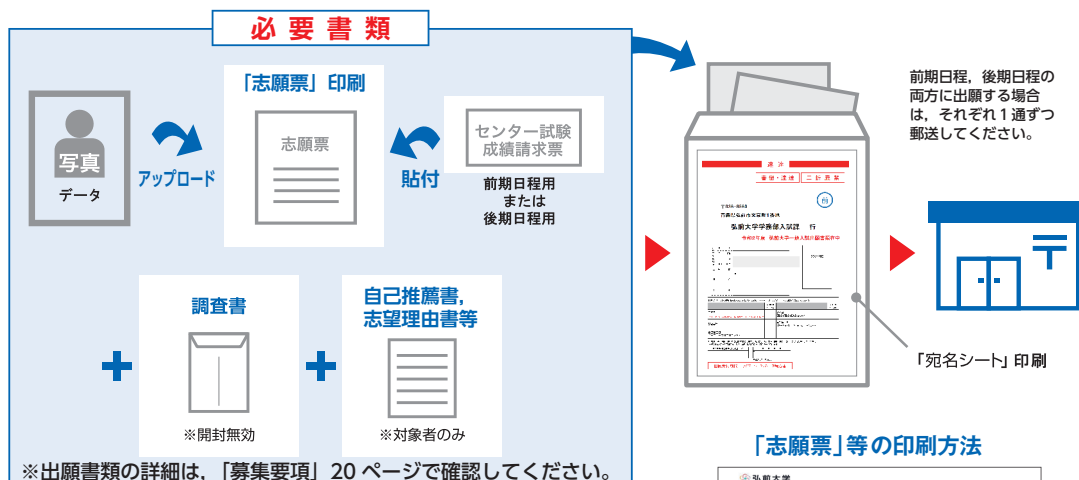 必要書類
「志願票」印刷
写真
データ
アップロード
志願票
貼付
センター試験
成績請求票
前期日程用
または
後期日程用
調査書
※開封無効
自己推薦書,
志望理由書等
※対象者のみ
※出願書類の詳細は,「募集要項」20 ページで確認してください。
前期日程, 後期日程の
両方に出願する場合
は, それぞれ1通ずつ
郵送してください。
前
弘前大学学務部入試課 行
「宛名シート」印刷
「志願票」等の印刷方法
弘前大学